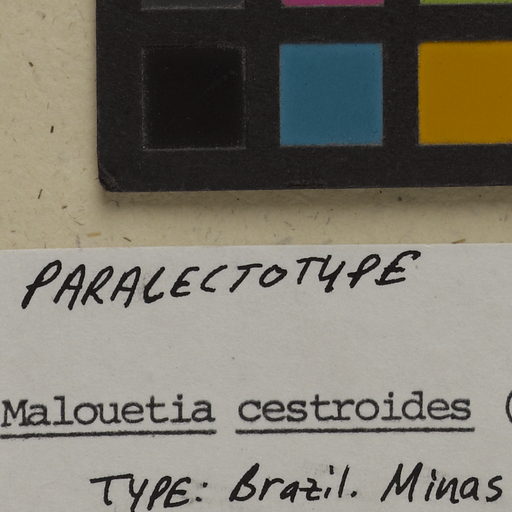 PARALECTOTYPE
Malouetia cestroides (
TYPE: Brazil. Minas